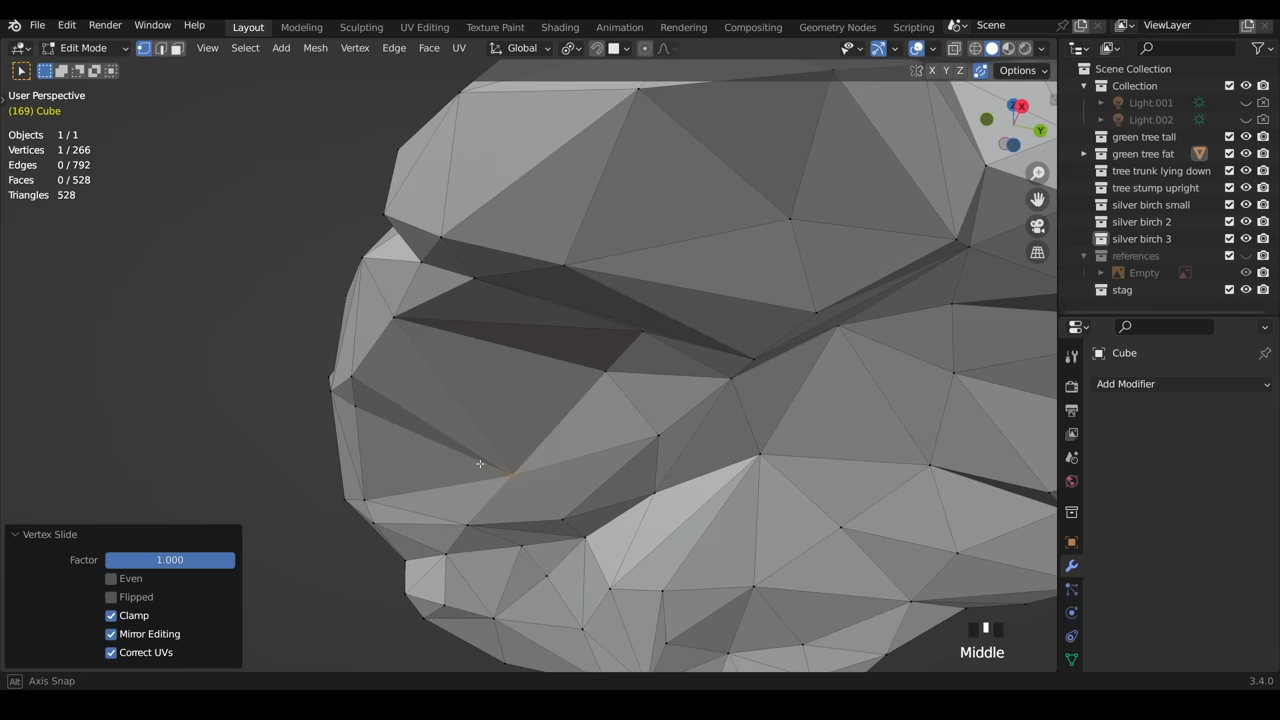 File Edit Render Window Help Layout Modeling Sculpting UV Editing Texture Paint Shading Animation Rendering Compositing Geometry Nodes Scripting Scene ViewLayer
Edit Mode View Select Add Mesh Vertex Edge Face UV Global
X Y Z Options
User Perspective
(169) Cube
Objects 1 / 1
Vertices 1 / 266
Edges 0 / 792
Faces 0 / 528
Triangles 528
Z X
Y
Scene Collection
Collection
Light.001
Light.002
green tree tall
green tree fat
tree trunk lying down
tree stump upright
silver birch small
silver birch 2
silver birch 3
references
Empty
stag
Cube
Add Modifier
Vertex Slide
Factor 1.000
Even
Flipped
Clamp
Mirror Editing
Correct UVs
Middle
Alt Axis Snap 3.4.0